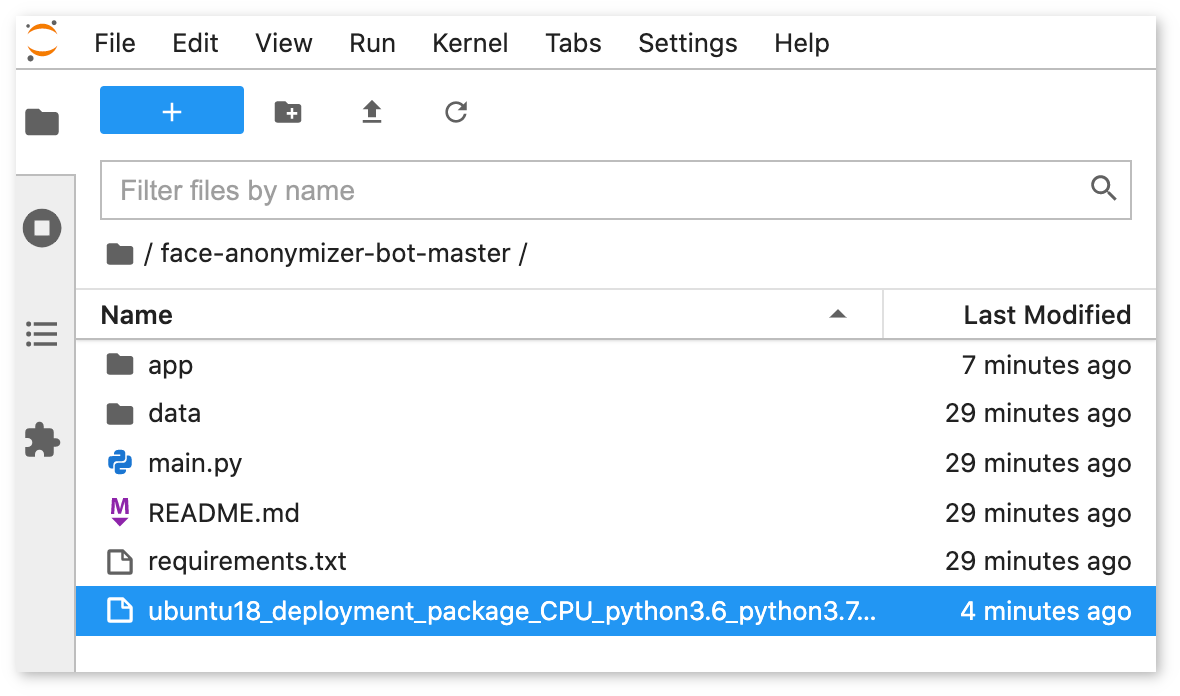 File Edit View Run Kernel Tabs Settings Help
+
Filter files by name
/ face-anonymizer-bot-master /
Name Last Modified
app 7 minutes ago
data 29 minutes ago
main.py 29 minutes ago
M README.md 29 minutes ago
requirements.txt 29 minutes ago
ubuntu18_deployment_package_CPU_python3.6_python3.7... 4 minutes ago